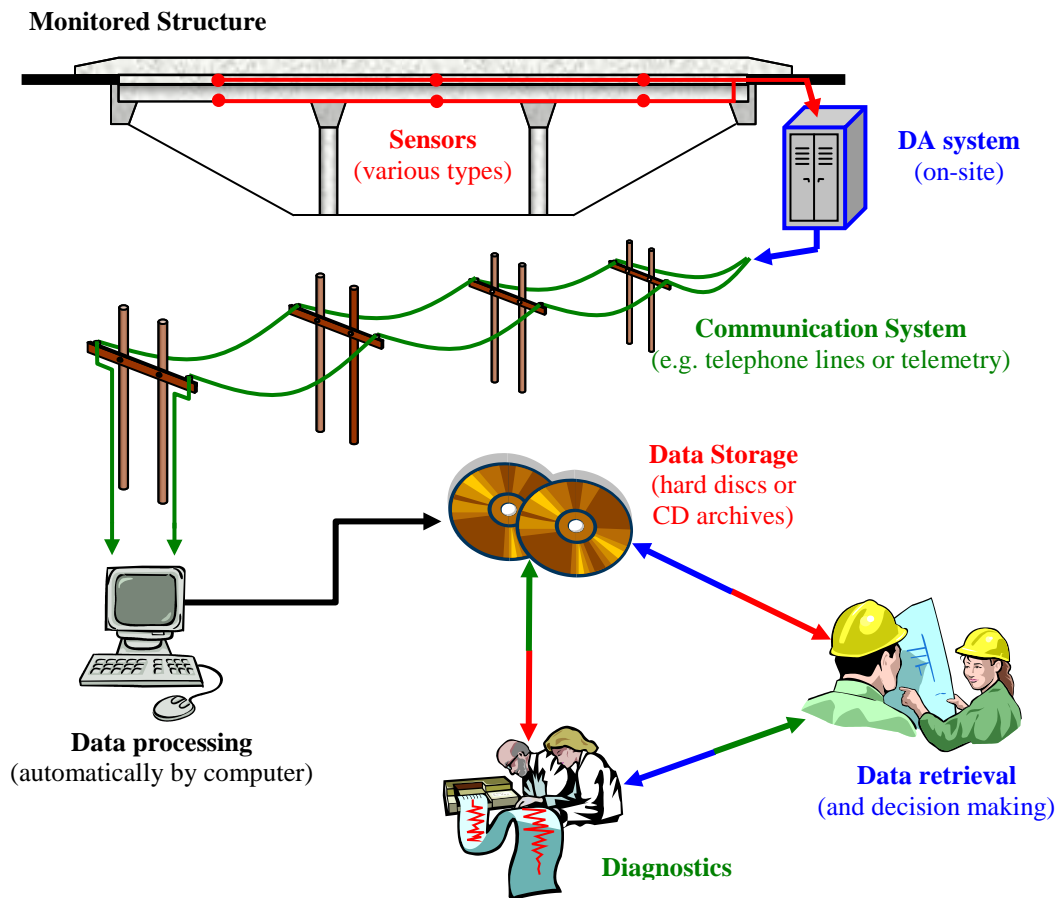 Monitored Structure
Sensors
(various types)
DA system
(on-site)
Communication System
(e.g. telephone lines or telemetry)
Data Storage
(hard discs or
CD archives)
Data processing
(automatically by computer)
Data retrieval
(and decision making)
Diagnostics